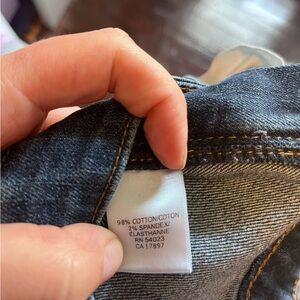 98% COTTON/COTON
2% SPANDEX/
ELASTHANNE
RN 54023
CA 17897